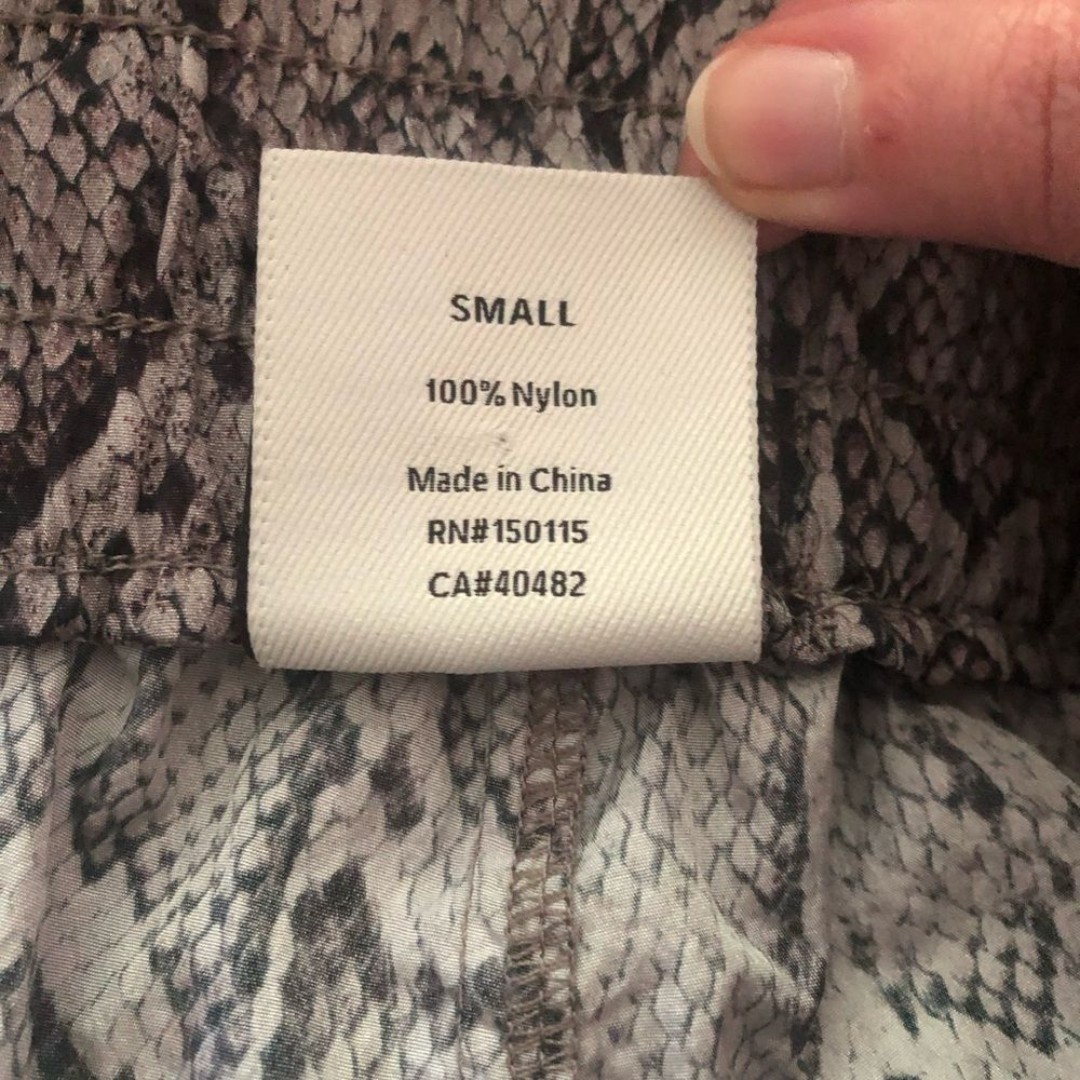 SMALL
100% Nylon
Made in China
RN#150115
CA#40482